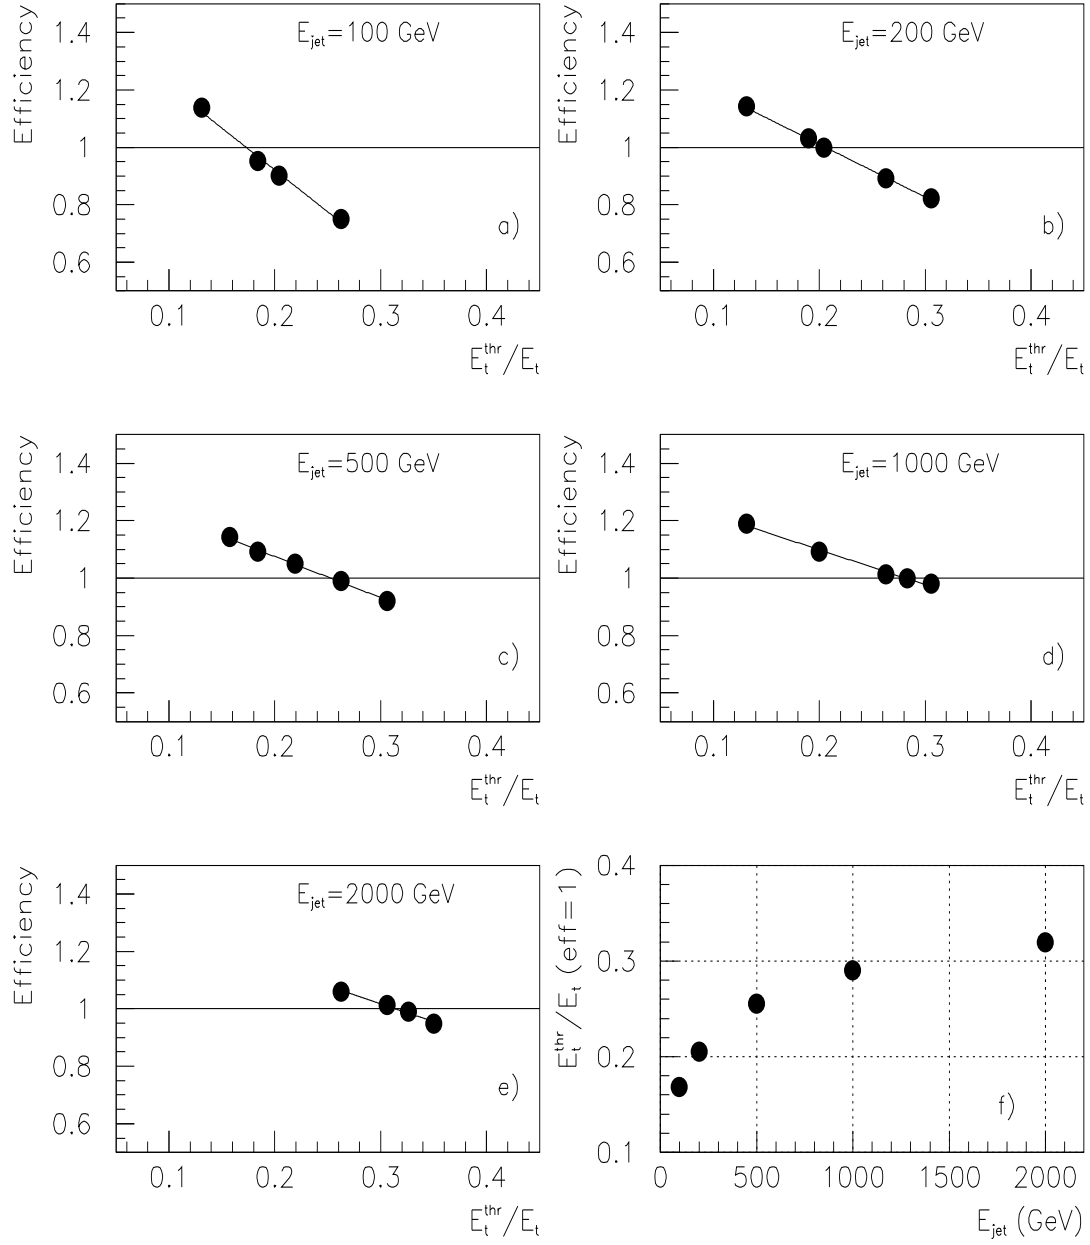 Efficiency
E_jet=100 GeV
1.4
1.2
1
0.8
0.6
a)
0.1 0.2 0.3 0.4
E_t^thr/E_t
Efficiency
E_jet=200 GeV
1.4
1.2
1
0.8
0.6
b)
0.1 0.2 0.3 0.4
E_t^thr/E_t
Efficiency
E_jet=500 GeV
1.4
1.2
1
0.8
0.6
c)
0.1 0.2 0.3 0.4
E_t^thr/E_t
Efficiency
E_jet=1000 GeV
1.4
1.2
1
0.8
0.6
d)
0.1 0.2 0.3 0.4
E_t^thr/E_t
Efficiency
E_jet=2000 GeV
1.4
1.2
1
0.8
0.6
e)
0.1 0.2 0.3 0.4
E_t^thr/E_t
E_t^thr/E_t (eff=1)
0.4
0.3
0.2
0.1
f)
0 500 1000 1500 2000
E_jet (GeV)